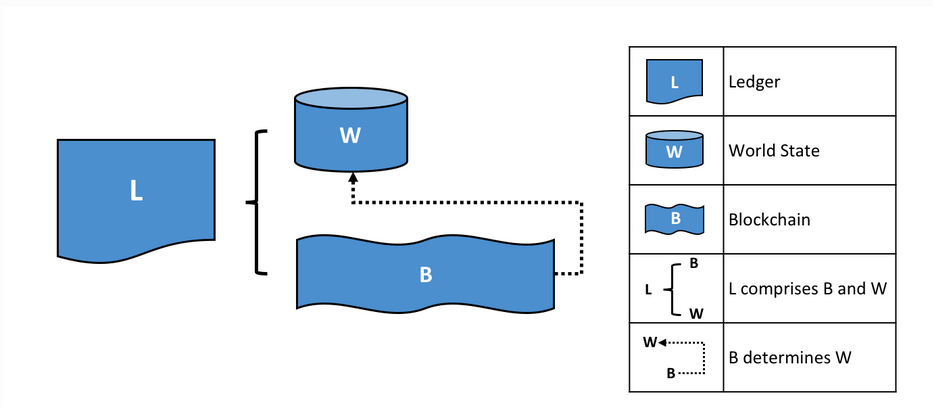 L
W
B
L
Ledger
W
World State
B
Blockchain
B
L
W
L comprises B and W
W
B
B determines W